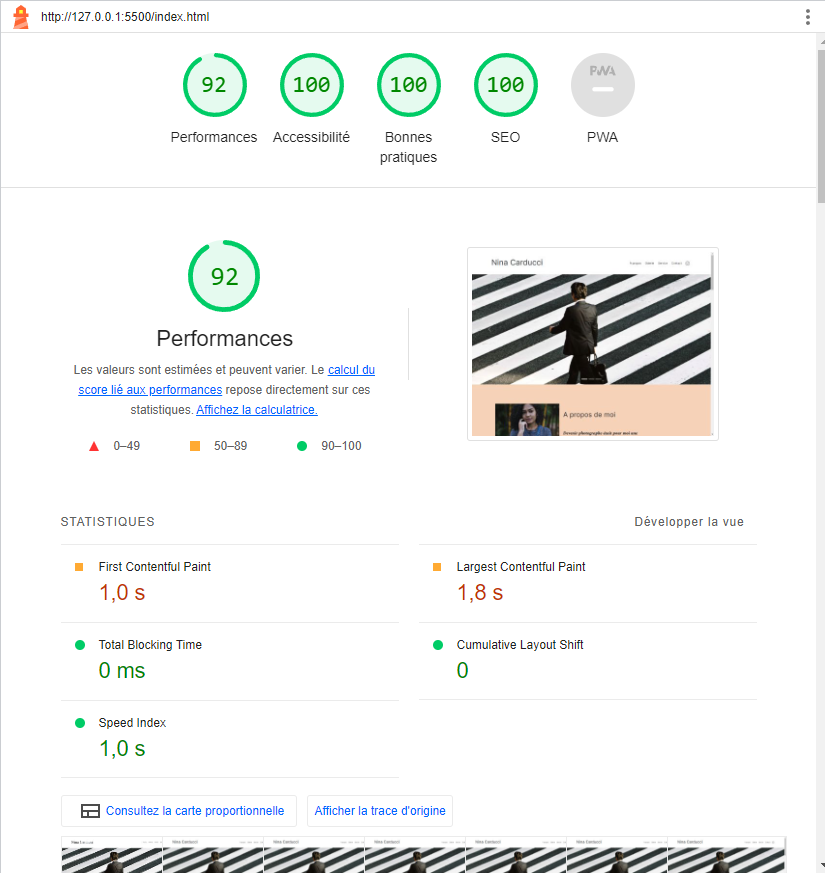 http://127.0.0.1:5500/index.html
92
100
100
100
PWA
Performances
Accessibilité
Bonnes
pratiques
SEO
PWA
92
Performances
Les valeurs sont estimées et peuvent varier. Le calcul du
score lié aux performances repose directement sur ces
statistiques. Affichez la calculatrice.
0–49
50–89
90–100
Nina Carducci
A propos de moi
STATISTIQUES
Développer la vue
First Contentful Paint
1,0 s
Largest Contentful Paint
1,8 s
Total Blocking Time
0 ms
Cumulative Layout Shift
0
Speed Index
1,0 s
Consultez la carte proportionnelle
Afficher la trace d'origine
Nina Carducci
Nina Carducci
Nina Carducci
Nina Carducci
Nina Carducci
Nina Carducci
Nina Carducci